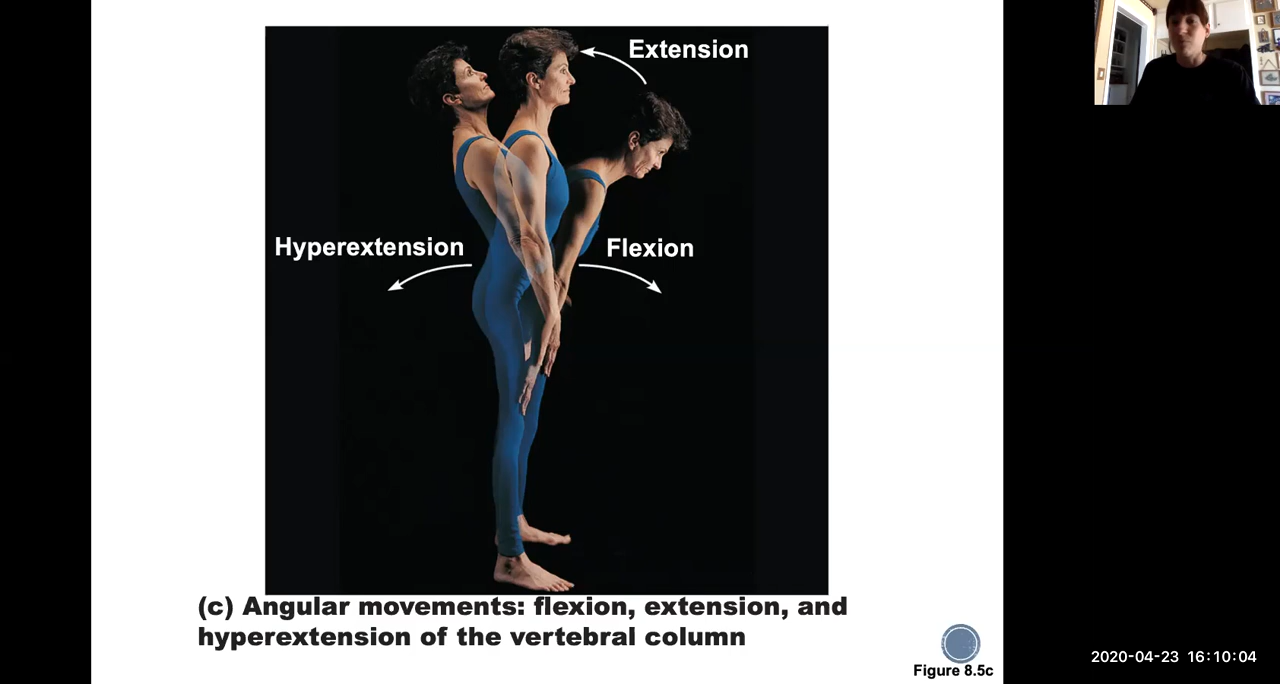 Extension
Hyperextension
Flexion
(c) Angular movements: flexion, extension, and
hyperextension of the vertebral column
Figure 8.5c
2020-04-23 16:10:04